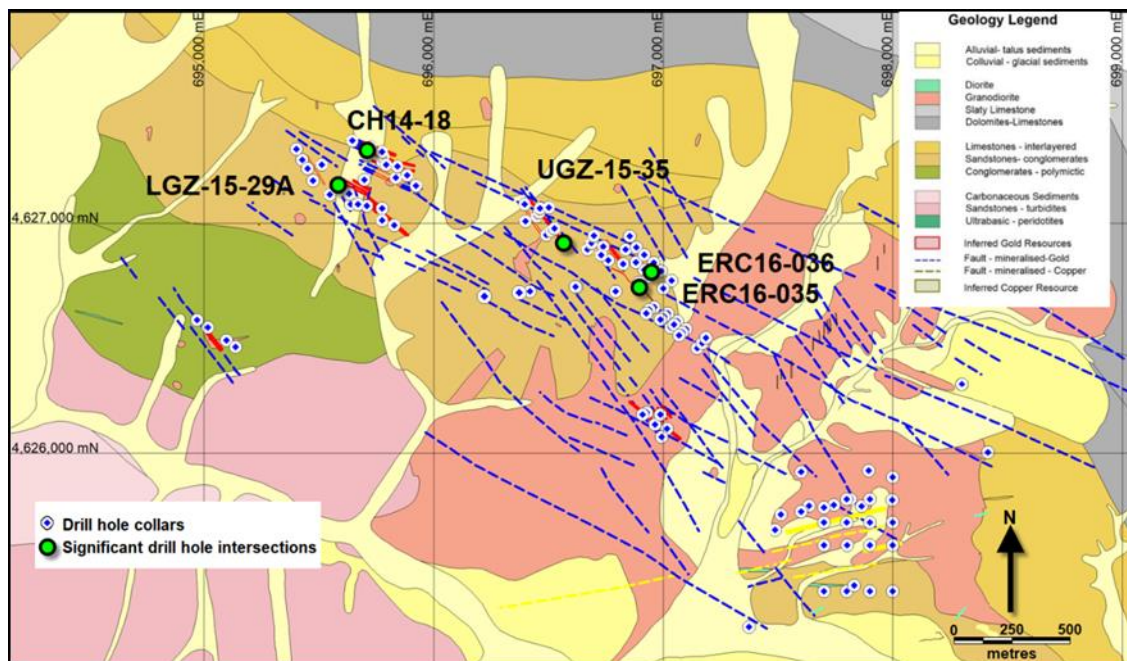 695,000 mE
696,000 mE
697,000 mE
698,000 mE
699,000 mE
Geology Legend
Alluvial- talus sediments
Colluvial - glacial sediments
Diorite
Granodiorite
Slaty Limestone
Dolomites-Limestones
Limestones - interlayered
Sandstones- conglomerates
Conglomerates - polymictic
Carbonaceous Sediments
Sandstones - turbidites
Ultrabasic - peridotites
Inferred Gold Resources
Fault - mineralised-Gold
Fault - mineralised - Copper
Inferred Copper Resource
CH14-18
LGZ-15-29A
UGZ-15-35
4,627,000 mN
ERC16-036
ERC16-035
4,626,000 mN
Drill hole collars
Significant drill hole intersections
N
0 250 500
metres